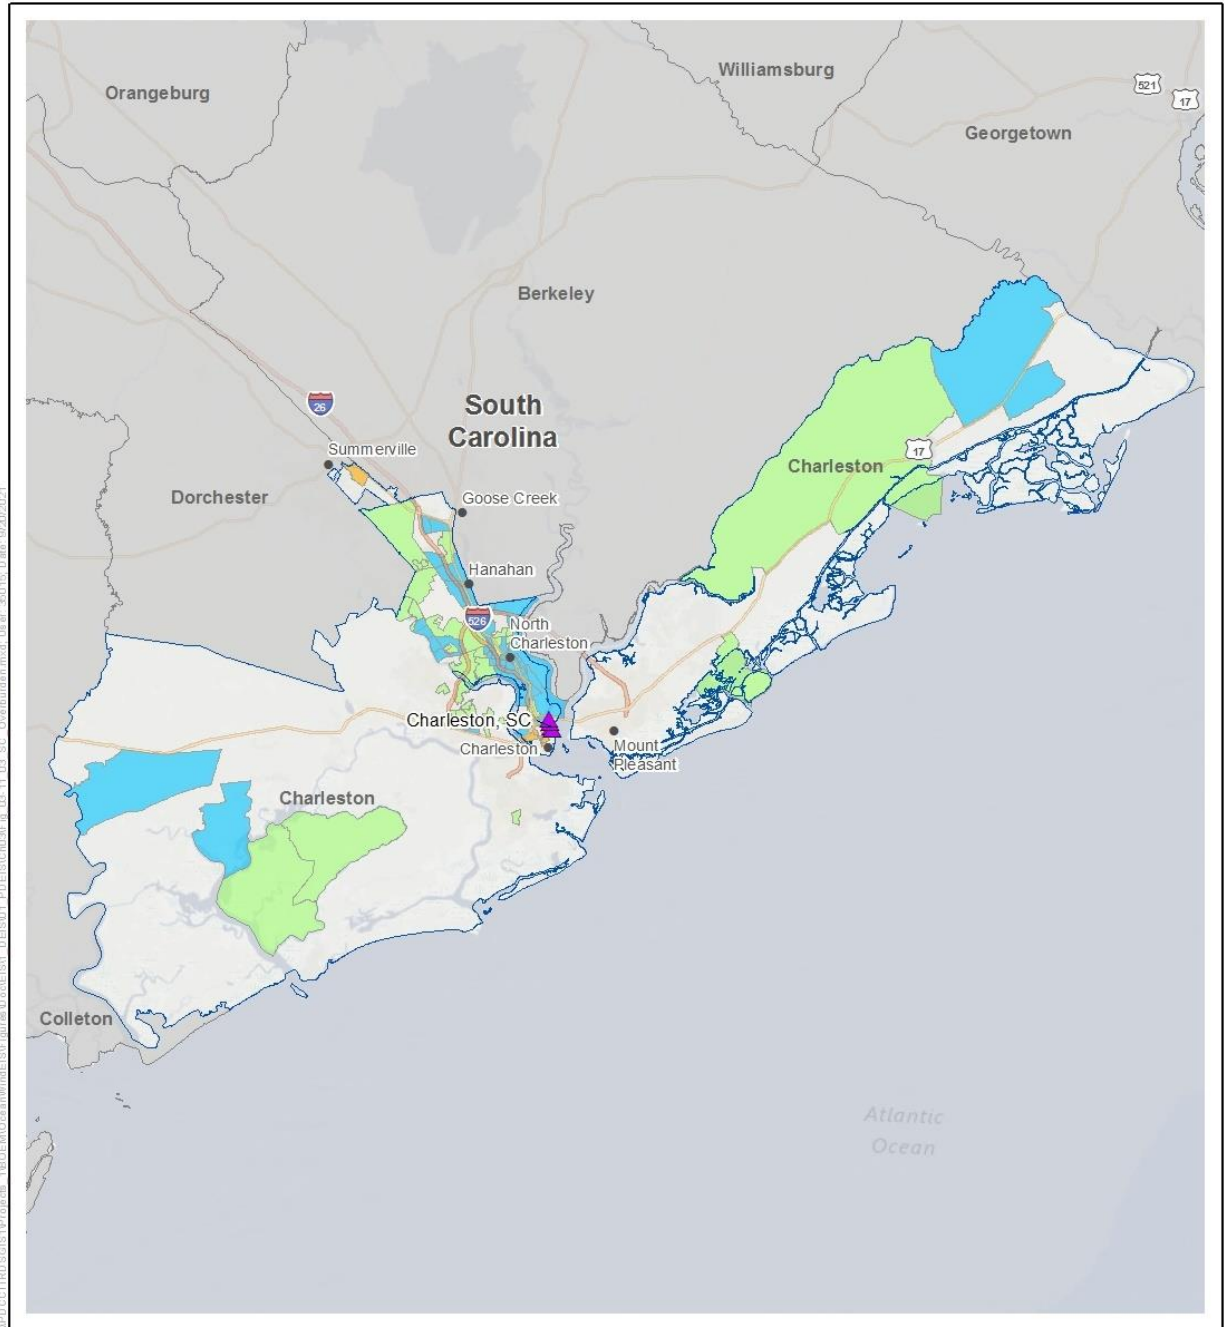 Williamsburg
Orangeburg
521
17
Georgetown
Berkeley
26
South
Carolina
Summerville
17
Charleston
Dorchester
Goose Creek
Hanahan
526
North
Charleston
Charleston, SC
Charleston
Mount
Pleasant
Charleston
Colleton
Atlantic
Ocean